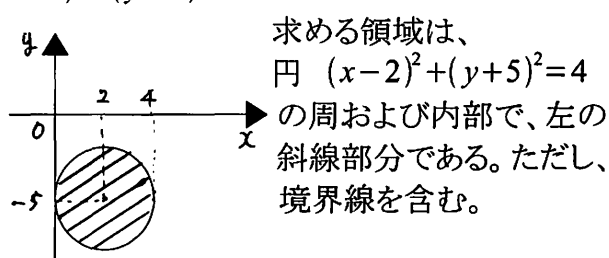 求める領域は、
円 (x−2)²+(y+5)²=4
の周および内部で、左の
斜線部分である。ただし、
境界線を含む。
y
2 4
0 x
-5